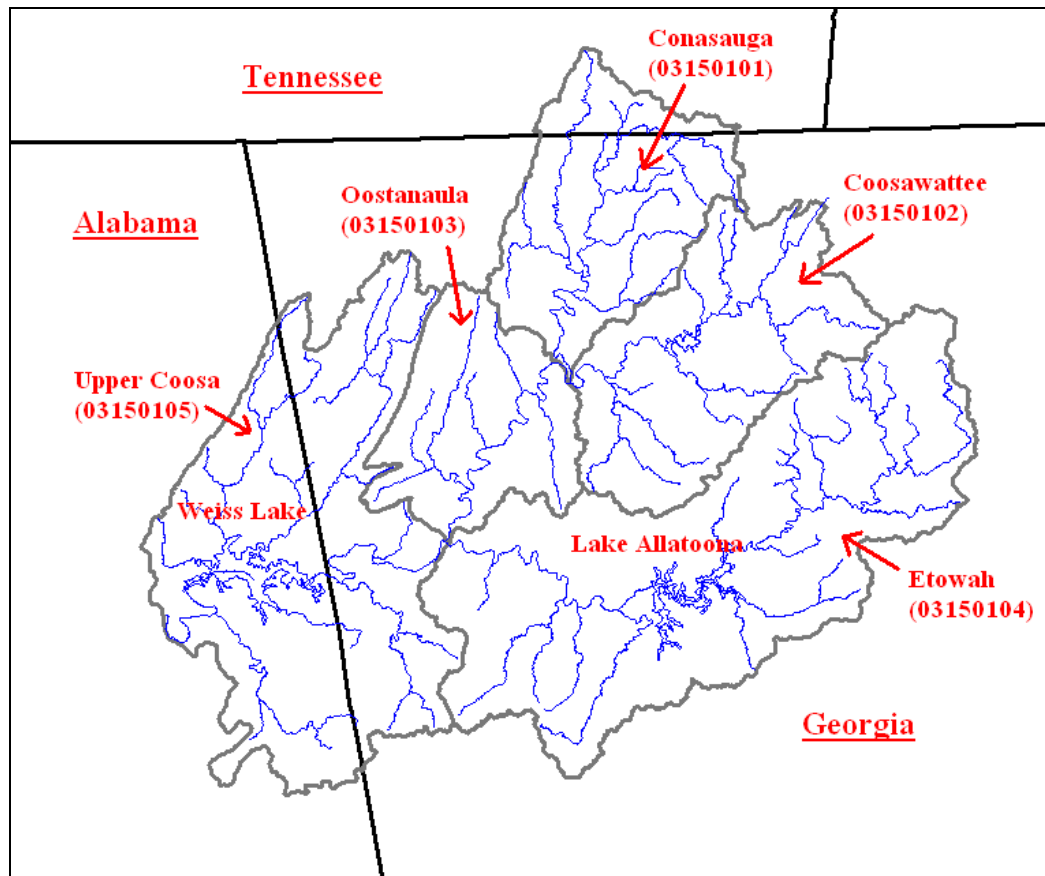 Conasauga
(03150101)
Tennessee
Coosawattee
(03150102)
Oostanaula
(03150103)
Alabama
Upper Coosa
(03150105)
Weiss Lake
Lake Allatoona
Etowah
(03150104)
Georgia